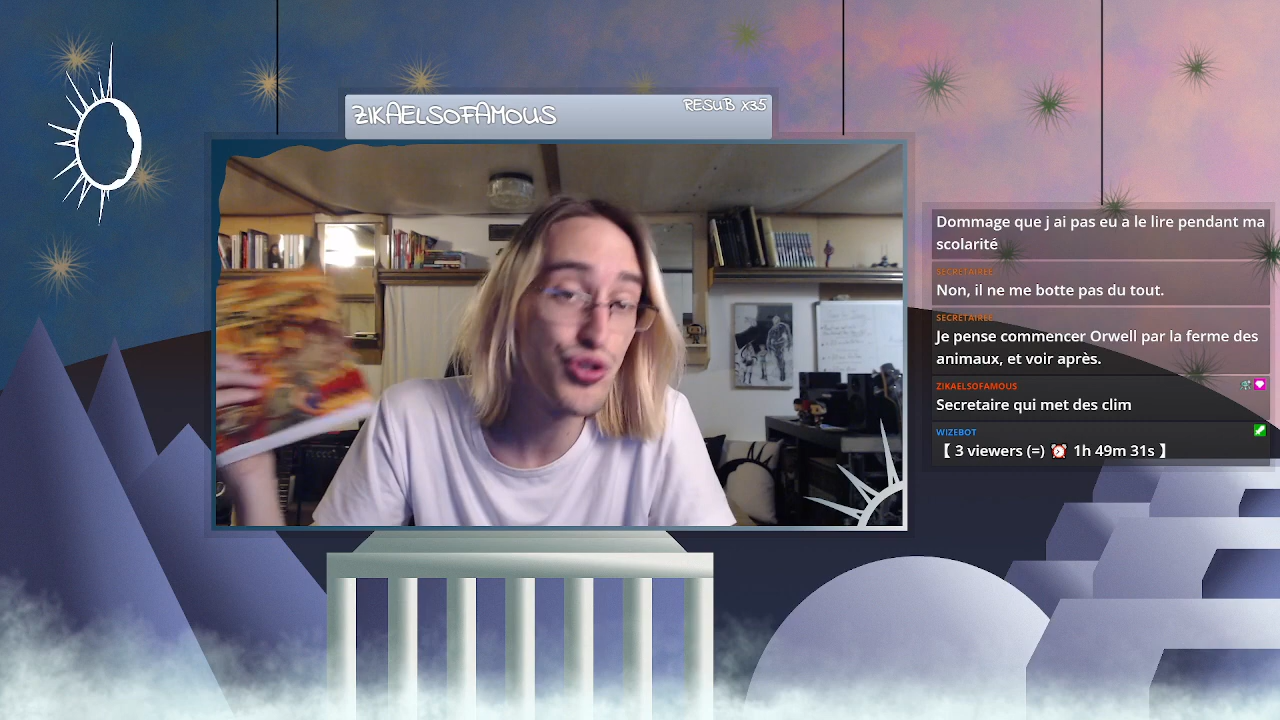 ZIKAELSOFAMOUS
RESUB X35
Dommage que j ai pas eu a le lire pendant ma
scolarité
SECRETAIREE
Non, il ne me botte pas du tout.
SECRETAIREE
Je pense commencer Orwell par la ferme des
animaux, et voir après.
ZIKAELSOFAMOUS
Secretaire qui met des clim
WIZEBOT
【 3 viewers (=) ⏰ 1h 49m 31s 】